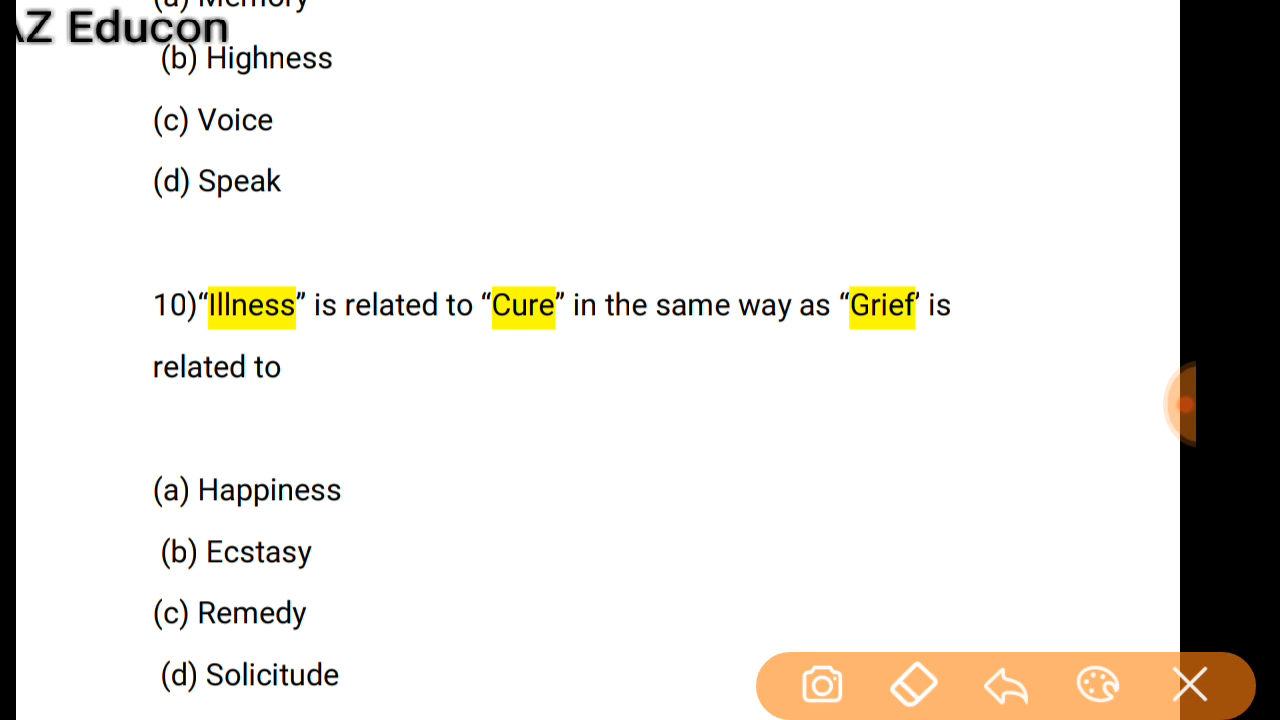 (a) Memory
AZ Educon
(b) Highness
(c) Voice
(d) Speak
10)“Illness” is related to “Cure” in the same way as “Grief’ is
related to
(a) Happiness
(b) Ecstasy
(c) Remedy
(d) Solicitude